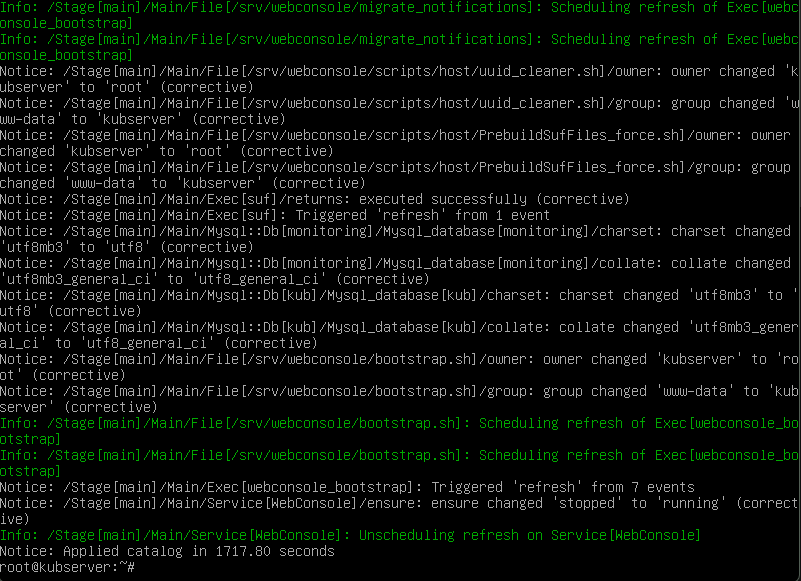 Info: /Stage[main]/Main/File[/srv/webconsole/migrate_notifications]: Scheduling refresh of Exec[webc
onsole_bootstrap]
Info: /Stage[main]/Main/File[/srv/webconsole/migrate_notifications]: Scheduling refresh of Exec[webc
onsole_bootstrap]
Notice: /Stage[main]/Main/File[/srv/webconsole/scripts/host/uuid_cleaner.sh]/owner: owner changed 'k
ubserver' to 'root' (corrective)
Notice: /Stage[main]/Main/File[/srv/webconsole/scripts/host/uuid_cleaner.sh]/group: group changed 'w
ww-data' to 'kubserver' (corrective)
Notice: /Stage[main]/Main/File[/srv/webconsole/scripts/host/PrebuildSufFiles_force.sh]/owner: owner
changed 'kubserver' to 'root' (corrective)
Notice: /Stage[main]/Main/File[/srv/webconsole/scripts/host/PrebuildSufFiles_force.sh]/group: group
changed 'www-data' to 'kubserver' (corrective)
Notice: /Stage[main]/Main/Exec[suf]/returns: executed successfully (corrective)
Notice: /Stage[main]/Main/Exec[suf]: Triggered 'refresh' from 1 event
Notice: /Stage[main]/Main/Mysql::Db[monitoring]/Mysql_database[monitoring]/charset: charset changed
'utf8mb3' to 'utf8' (corrective)
Notice: /Stage[main]/Main/Mysql::Db[monitoring]/Mysql_database[monitoring]/collate: collate changed
'utf8mb3_general_ci' to 'utf8_general_ci' (corrective)
Notice: /Stage[main]/Main/Mysql::Db[kub]/Mysql_database[kub]/charset: charset changed 'utf8mb3' to '
utf8' (corrective)
Notice: /Stage[main]/Main/Mysql::Db[kub]/Mysql_database[kub]/collate: collate changed 'utf8mb3_gener
al_ci' to 'utf8_general_ci' (corrective)
Notice: /Stage[main]/Main/File[/srv/webconsole/bootstrap.sh]/owner: owner changed 'kubserver' to 'ro
ot' (corrective)
Notice: /Stage[main]/Main/File[/srv/webconsole/bootstrap.sh]/group: group changed 'www-data' to 'kub
server' (corrective)
Info: /Stage[main]/Main/File[/srv/webconsole/bootstrap.sh]: Scheduling refresh of Exec[webconsole_bo
otstrap]
Info: /Stage[main]/Main/File[/srv/webconsole/bootstrap.sh]: Scheduling refresh of Exec[webconsole_bo
otstrap]
Notice: /Stage[main]/Main/Exec[webconsole_bootstrap]: Triggered 'refresh' from 7 events
Notice: /Stage[main]/Main/Service[WebConsole]/ensure: ensure changed 'stopped' to 'running' (correct
ive)
Info: /Stage[main]/Main/Service[WebConsole]: Unscheduling refresh on Service[WebConsole]
Notice: Applied catalog in 1717.80 seconds
root@kubserver:~#